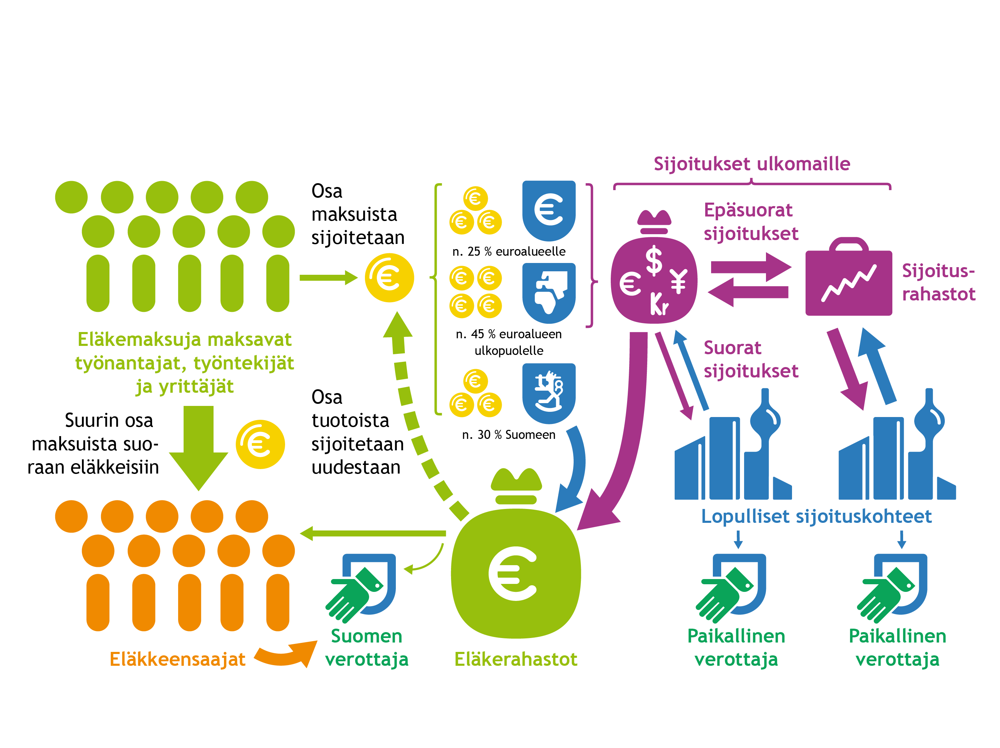 Eläkemaksuja maksavat
työnantajat, työntekijät
ja yrittäjät
Suurin osa
maksuista suo-
raan eläkkeisiin
€
Eläkkeensaajat
Osa
maksuista
sijoitetaan
€
Osa
tuotoista
sijoitetaan
uudestaan
Suomen
verottaja
€
€ €
€
n. 25 % euroalueelle
€ €
€ €
n. 45 % euroalueen
ulkopuolelle
€
€ €
n. 30 % Suomeen
€
Eläkerahastot
Sijoitukset ulkomaille
$
€ ¥
Kr
Epäsuorat
sijoitukset
Sijoitus-
rahastot
Suorat
sijoitukset
Lopulliset sijoituskohteet
Paikallinen
verottaja
Paikallinen
verottaja